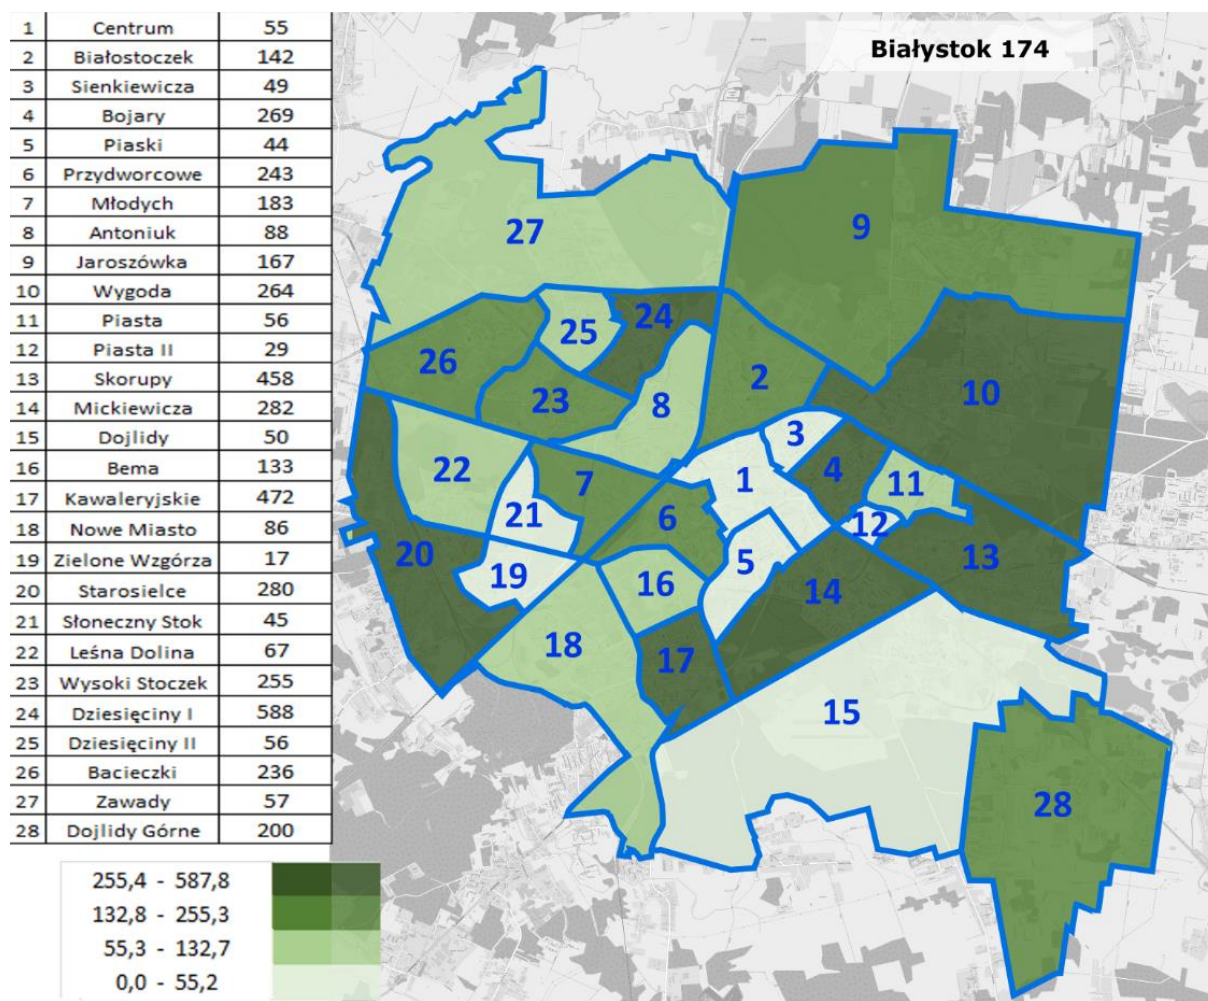 1 Centrum 55
2 Białostoczek 142
3 Sienkiewicza 49
4 Bojary 269
5 Piaski 44
6 Przydworcowe 243
7 Młodych 183
8 Antoniuk 88
9 Jaroszówka 167
10 Wygoda 264
11 Piasta 56
12 Piasta II 29
13 Skorupy 458
14 Mickiewicza 282
15 Dojlidy 50
16 Bema 133
17 Kawaleryjskie 472
18 Nowe Miasto 86
19 Zielone Wzgórza 17
20 Starosielce 280
21 Słoneczny Stok 45
22 Leśna Dolina 67
23 Wysoki Stoczek 255
24 Dziesięciny I 588
25 Dziesięciny II 56
26 Bacieczki 236
27 Zawady 57
28 Dojlidy Górne 200
255,4 - 587,8
132,8 - 255,3
55,3 - 132,7
0,0 - 55,2
Białystok 174
27
9
24
25
26
2
23
8
10
3
22
4
7
1
11
21
6
12
20
5
13
19
16
14
18
17
15
28